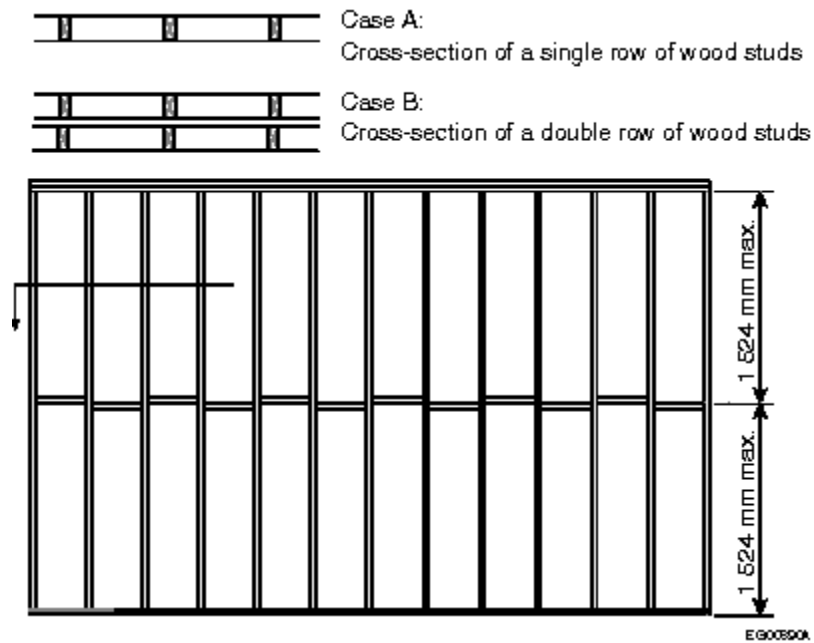 Case A:
Cross-section of a single row of wood studs
Case B:
Cross-section of a double row of wood studs
1 524 mm max.
1 524 mm max.
EG00890A